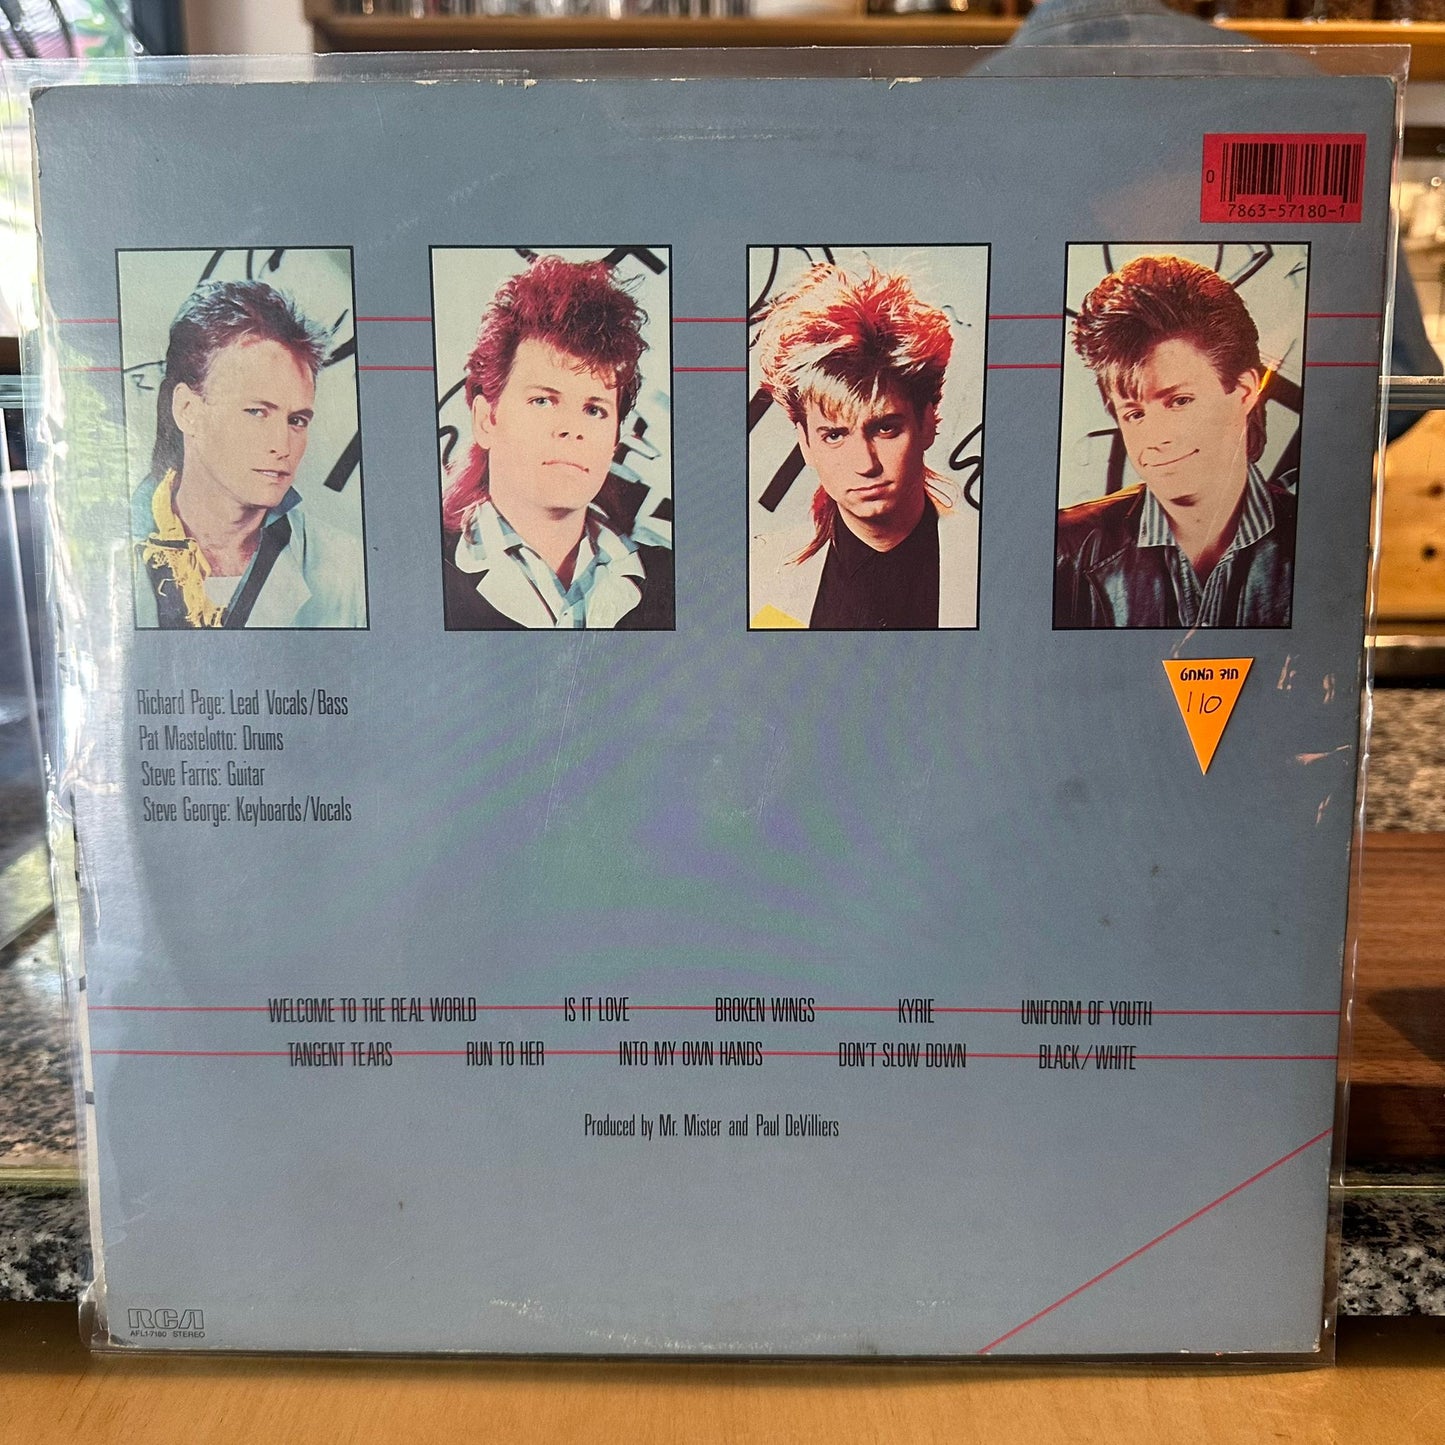 0
7863-57180-1
Richard Page: Lead Vocals/Bass
Pat Mastelotto: Drums
Steve Farris: Guitar
Steve George: Keyboards/Vocals
חוד המחט
110
WELCOME TO THE REAL WORLD IS IT LOVE BROKEN WINGS KYRIE UNIFORM OF YOUTH
TANGENT TEARS RUN TO HER INTO MY OWN HANDS DON'T SLOW DOWN BLACK/WHITE
Produced by Mr. Mister and Paul DeVilliers
RCA
AFL1-7180 STEREO